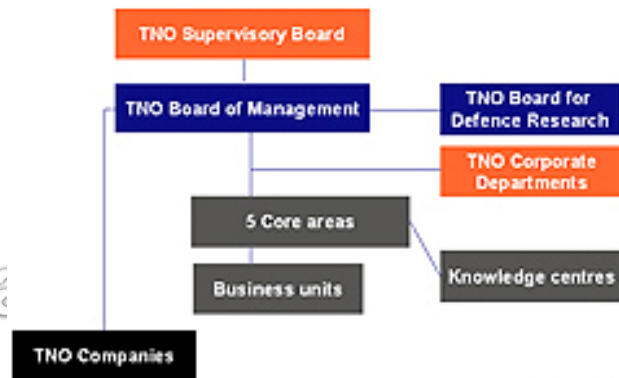 TNO Supervisory Board
TNO Board of Management
TNO Board for
Defence Research
TNO Corporate
Departments
5 Core areas
Knowledge centres
Business units
TNO Companies